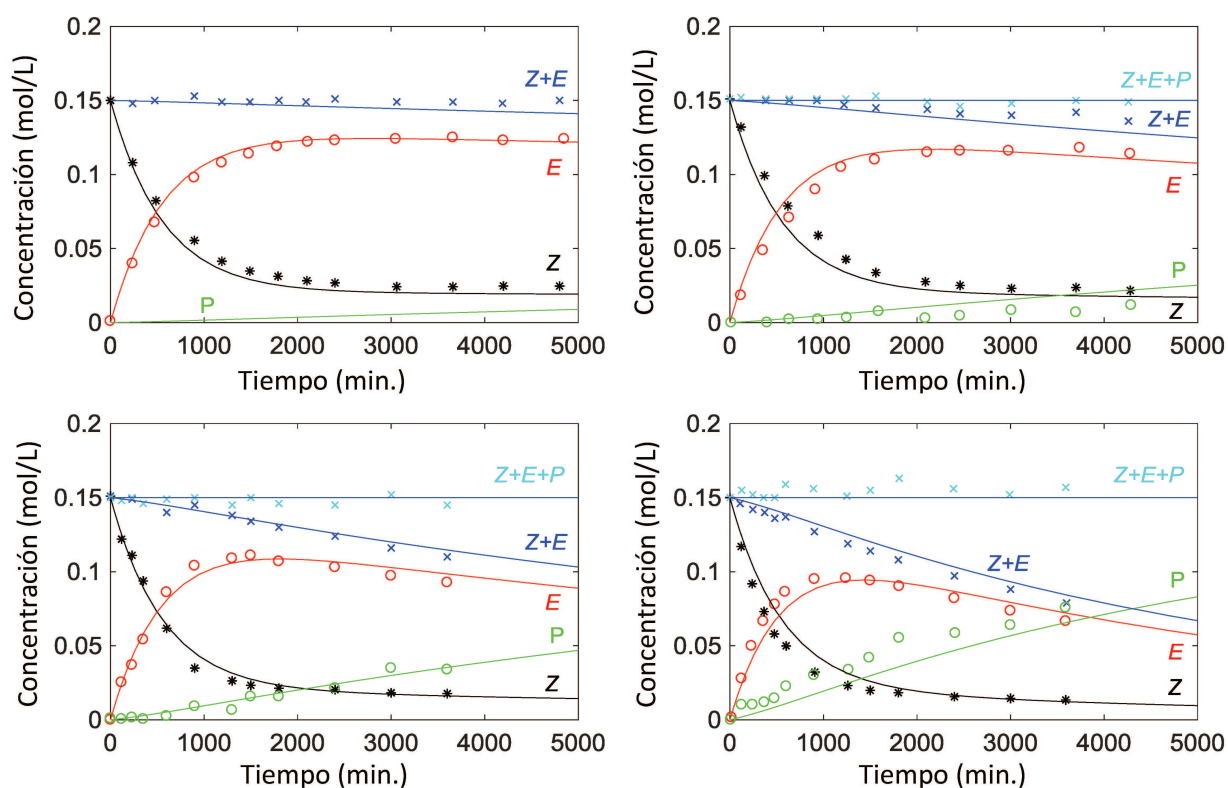 0.2
0.15
0.1
0.05
0
Concentración (mol/L)
Z+E
E
Z
P
0 1000 2000 3000 4000 5000
Tiempo (min.)
0.2
0.15
0.1
0.05
0
Concentración (mol/L)
Z+E+P
Z+E
E
P
Z
0 1000 2000 3000 4000 5000
Tiempo (min.)
0.2
0.15
0.1
0.05
0
Concentración (mol/L)
Z+E+P
Z+E
E
P
Z
0 1000 2000 3000 4000 5000
Tiempo (min.)
0.2
0.15
0.1
0.05
0
Concentración (mol/L)
Z+E+P
Z+E
P
E
Z
0 1000 2000 3000 4000 5000
Tiempo (min.)